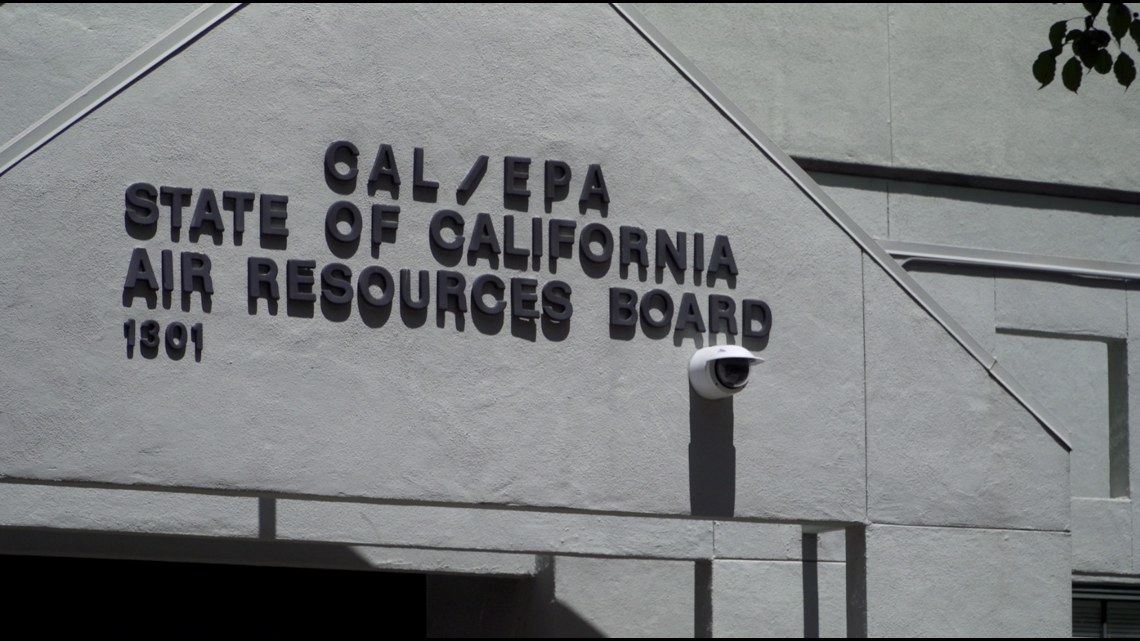 CAL/EPA
STATE OF CALIFORNIA
AIR RESOURCES BOARD
1301